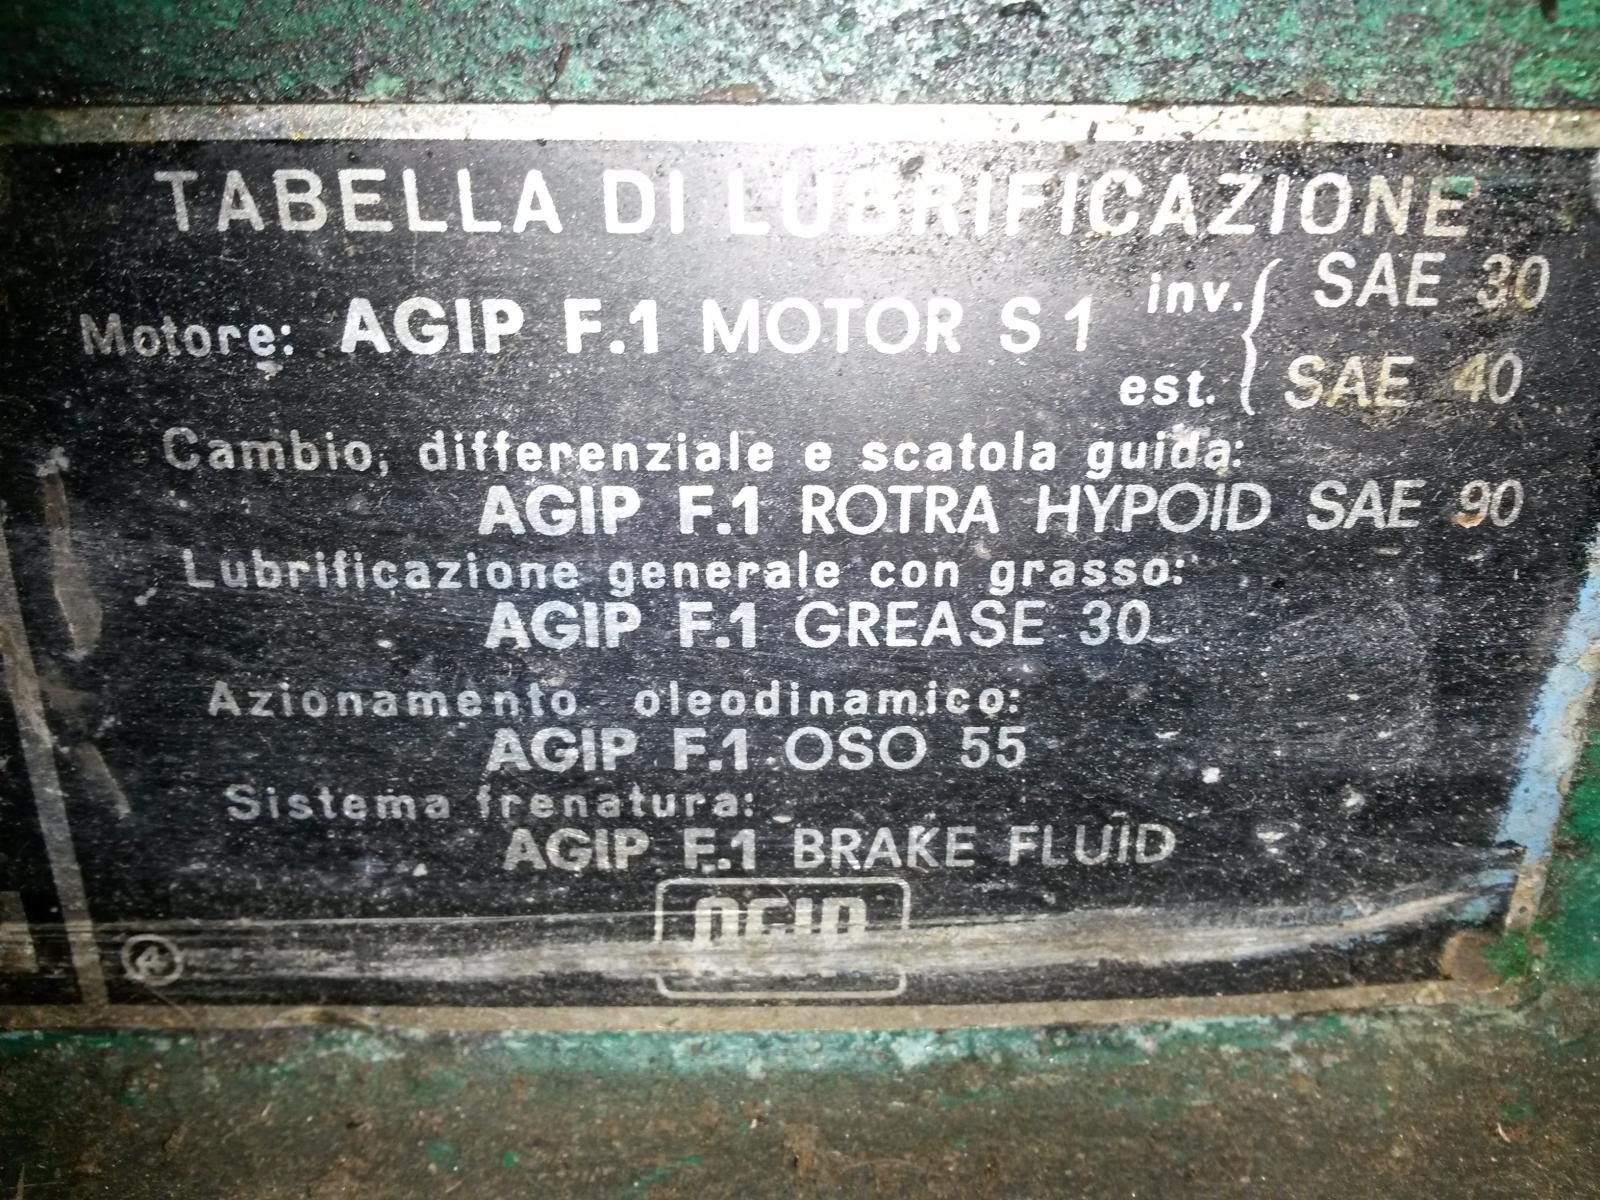 TABELLA DI LUBRIFICAZIONE
Motore: AGIP F.1 MOTOR S 1 inv. { SAE 30
est. SAE 40
Cambio, differenziale e scatola guida:
AGIP F.1 ROTRA HYPOID SAE 90
Lubrificazione generale con grasso:
AGIP F.1 GREASE 30
Azionamento oleodinamico:
AGIP F.1 OSO 55
Sistema frenatura:
AGIP F.1 BRAKE FLUID
AGIP
4